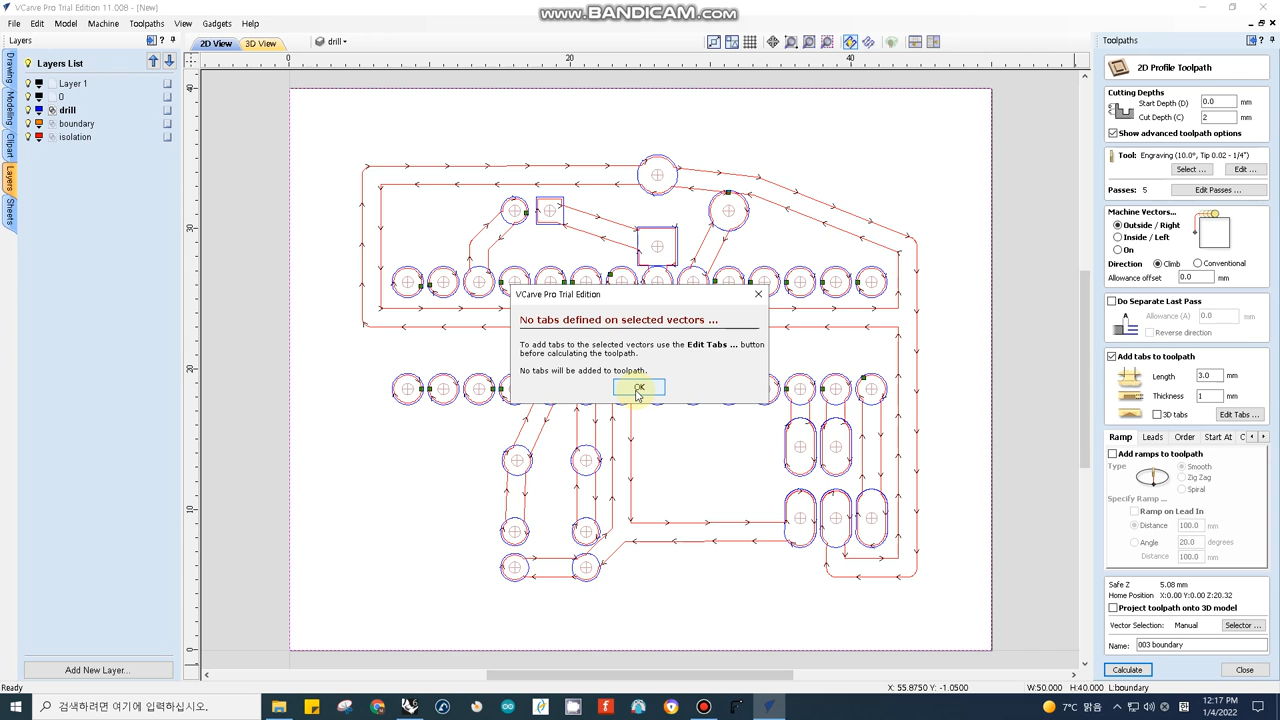 VCarve Pro Trial Edition 11.008 - [New]
WWW.BANDICAM.COM
File Edit Model Machine Toolpaths View Gadgets Help
Layers
2D View
3D View
drill
Toolpaths
Drawing
Modeling
Clipart
Layers
Sheets
Layers List
Layer 1
0
drill
boundary
isolation
Add New Layer...
20
40
40
30
20
10
0
VCarve Pro Trial Edition
No tabs defined on selected vectors ...
To add tabs to the selected vectors use the Edit Tabs ... button
before calculating the toolpath.
No tabs will be added to toolpath.
OK
2D Profile Toolpath
Cutting Depths
Start Depth (D) 0.0 mm
Cut Depth (C) 2 mm
Show advanced toolpath options
Tool: Engraving (10.0°, Tip 0.02 - 1/4")
Select ... Edit ...
Passes: 5 Edit Passes ...
Machine Vectors...
Outside / Right
Inside / Left
On
Direction Climb Conventional
Allowance offset 0.0 mm
Do Separate Last Pass
Allowance (A) 0.0 mm
Reverse direction
Add tabs to toolpath
Length 3.0 mm
Thickness 1 mm
3D tabs Edit Tabs ...
Ramp Leads Order Start At C
Add ramps to toolpath
Type
Smooth
Zig Zag
Spiral
Specify Ramp ...
Ramp on Lead In
Distance 100.0 mm
Angle 20.0 degrees
Distance 100.0 mm
Safe Z 5.08 mm
Home Position X:0.00 Y:0.00 Z:20.32
Project toolpath onto 3D model
Vector Selection: Manual Selector ...
Name: 003 boundary
Calculate Close
Ready
X: 55.8750 Y: -1.0500 W:50.000 H:40.000 L:boundary
검색하려면 여기에 입력하십시오.
7°C 맑음
12:17 PM
1/4/2022